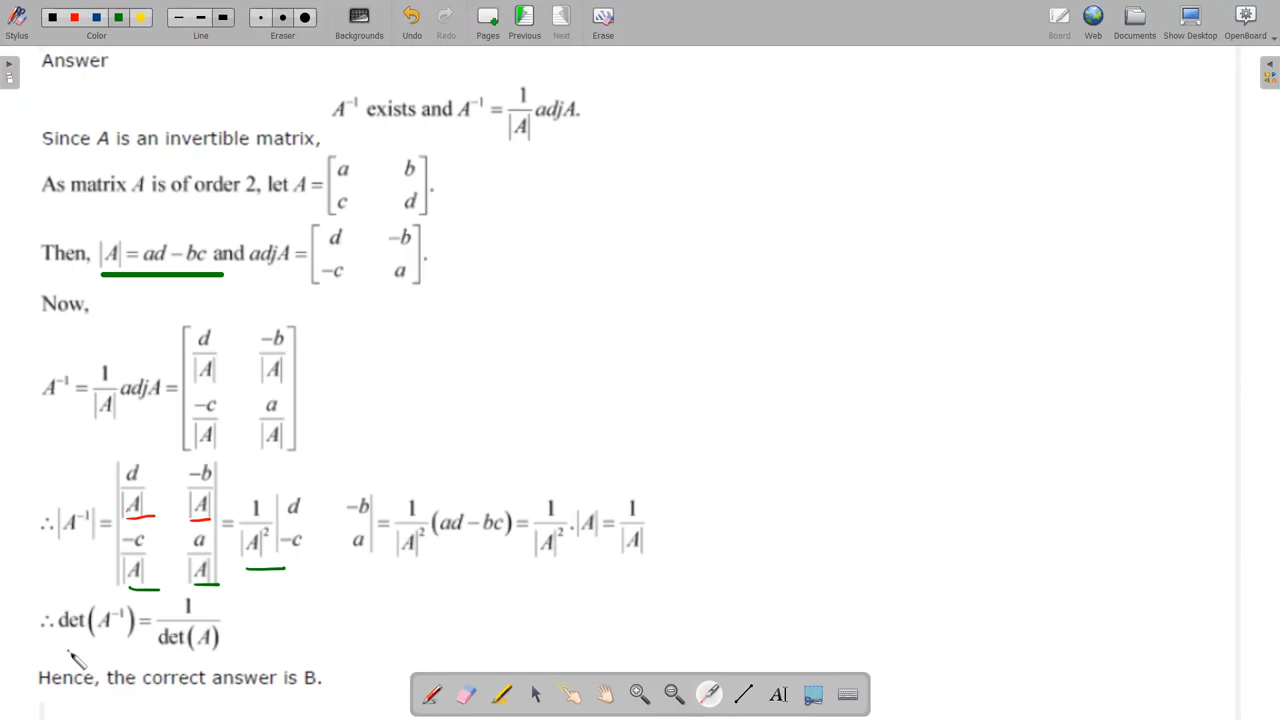 Stylus Color Line Eraser Backgrounds Undo Redo Pages Previous Next Erase Board Web Documents Show Desktop OpenBoard
Answer
A⁻¹ exists and A⁻¹ = 1/|A| adjA.
Since A is an invertible matrix,
As matrix A is of order 2, let A = [a b; c d].
Then, |A| = ad − bc and adjA = [d −b; −c a].
Now,
A⁻¹ = 1/|A| adjA = [d/|A| −b/|A|; −c/|A| a/|A|]
∴ |A⁻¹| = |d/|A| −b/|A|; −c/|A| a/|A|| = 1/|A|² |d −b; −c a| = 1/|A|² (ad − bc) = 1/|A|² .|A| = 1/|A|
∴ det(A⁻¹) = 1/det(A)
Hence, the correct answer is B.